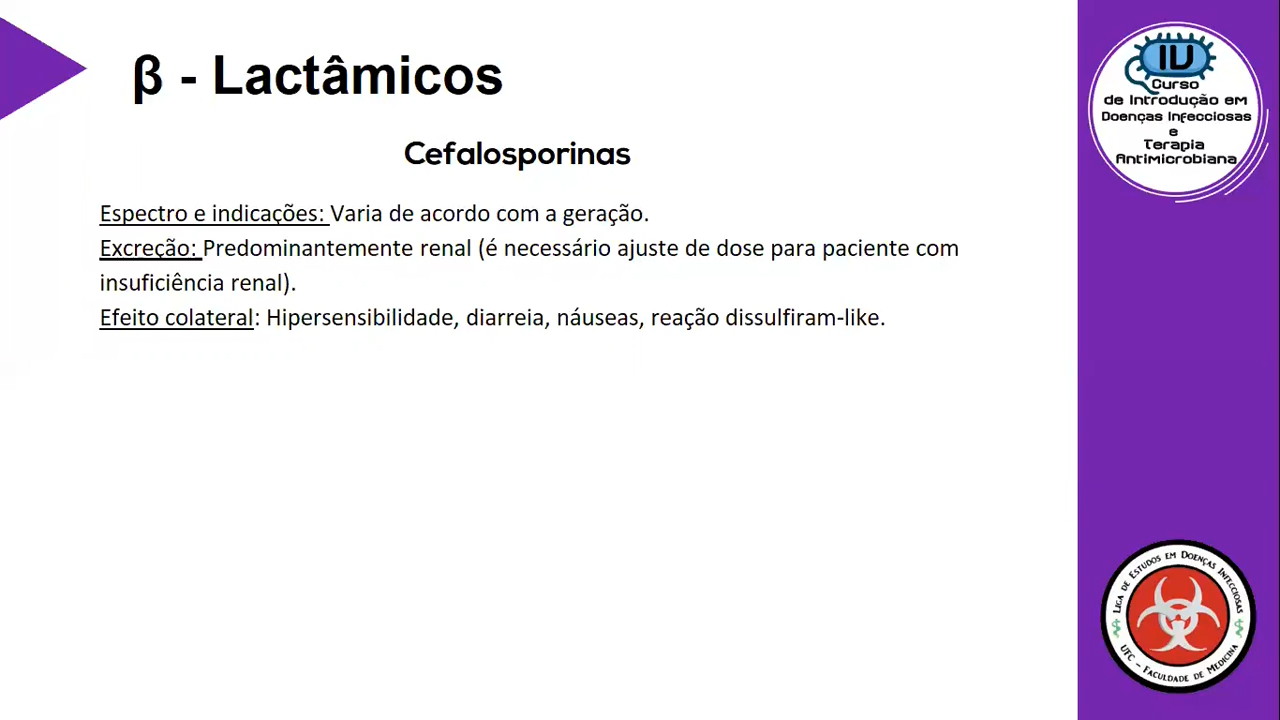 β - Lactâmicos
Cefalosporinas
Espectro e indicações: Varia de acordo com a geração.
Excreção: Predominantemente renal (é necessário ajuste de dose para paciente com
insuficiência renal).
Efeito colateral: Hipersensibilidade, diarreia, náuseas, reação dissulfiram-like.
IV
Curso
de Introdução em
Doenças Infecciosas
e
Terapia
Antimicrobiana
Liga de Estudos em Doenças Infecciosas
UTC - Faculdade de Medicina